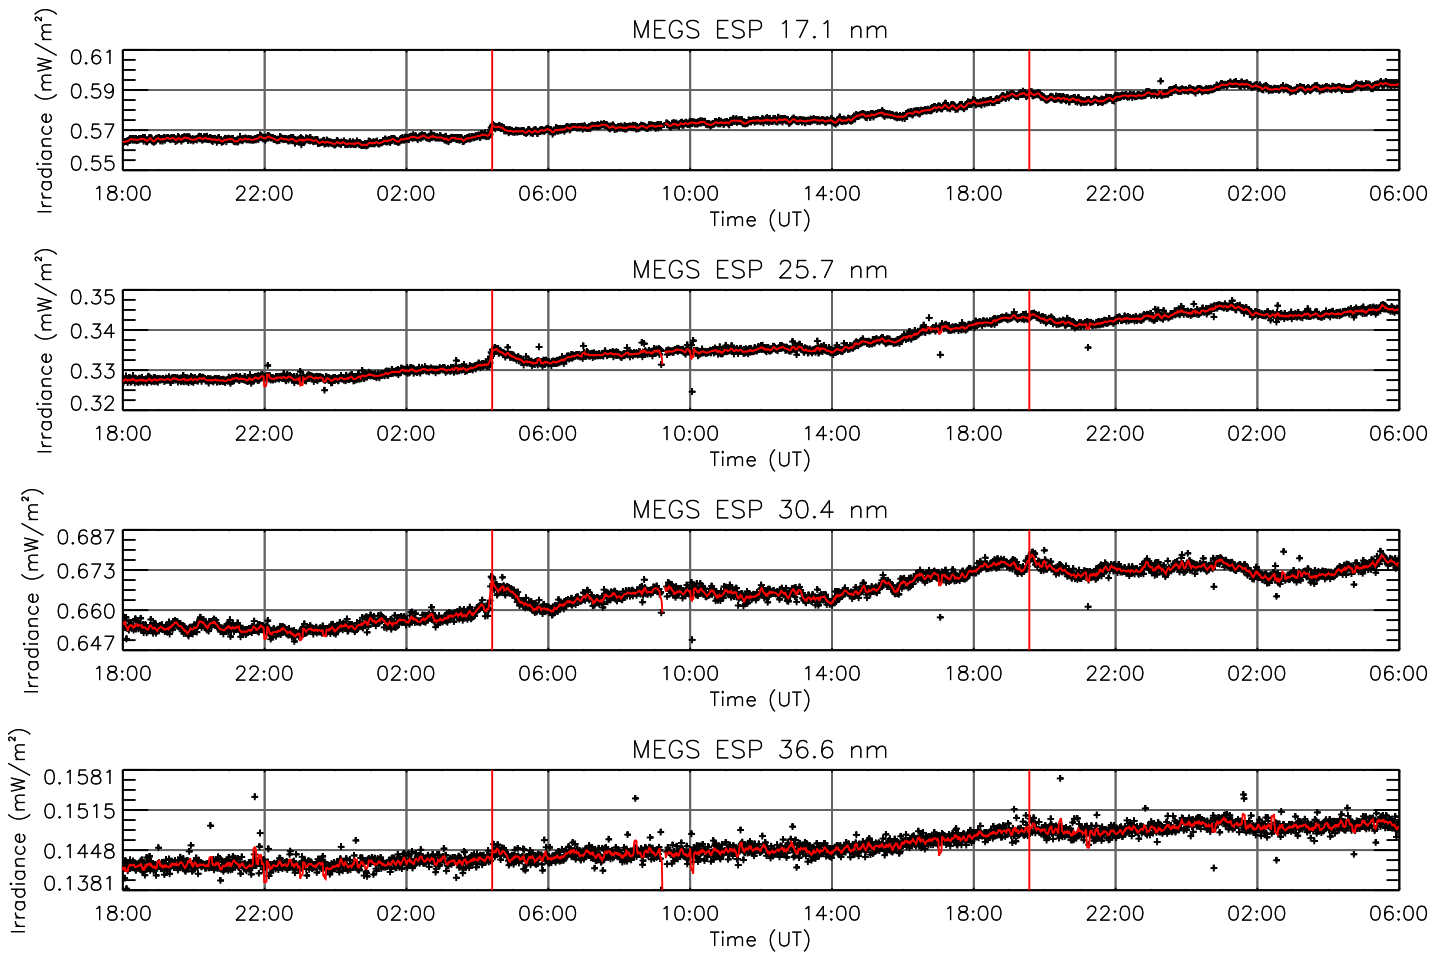 MEGS ESP 17.1 nm
Irradiance (mW/m²)
0.61
0.59
0.57
0.55
18:00 22:00 02:00 06:00 10:00 14:00 18:00 22:00 02:00 06:00
Time (UT)
MEGS ESP 25.7 nm
Irradiance (mW/m²)
0.35
0.34
0.33
0.32
18:00 22:00 02:00 06:00 10:00 14:00 18:00 22:00 02:00 06:00
Time (UT)
MEGS ESP 30.4 nm
Irradiance (mW/m²)
0.687
0.673
0.660
0.647
18:00 22:00 02:00 06:00 10:00 14:00 18:00 22:00 02:00 06:00
Time (UT)
MEGS ESP 36.6 nm
Irradiance (mW/m²)
0.1581
0.1515
0.1448
0.1381
18:00 22:00 02:00 06:00 10:00 14:00 18:00 22:00 02:00 06:00
Time (UT)